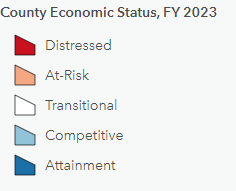 County Economic Status, FY 2023
Distressed
At-Risk
Transitional
Competitive
Attainment